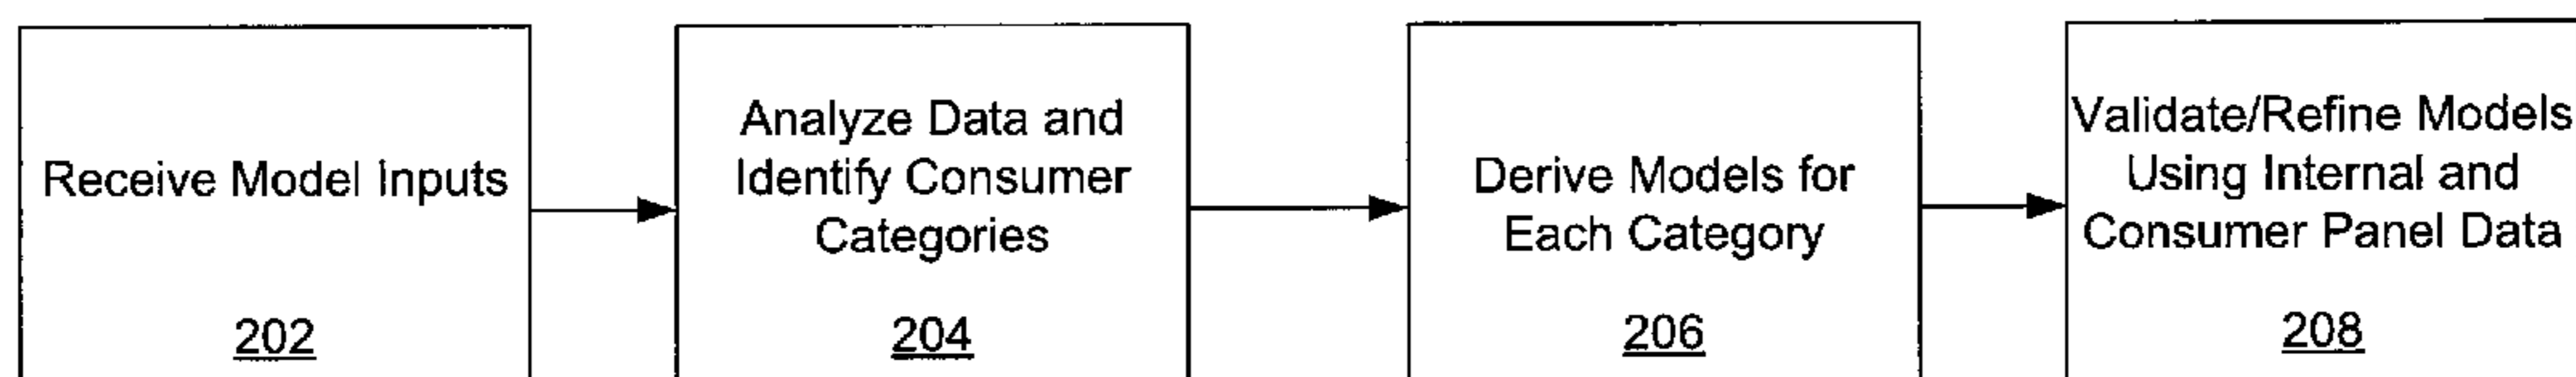 Receive Model Inputs
202
Analyze Data and
Identify Consumer
Categories
204
Derive Models for
Each Category
206
Validate/Refine Models
Using Internal and
Consumer Panel Data
208